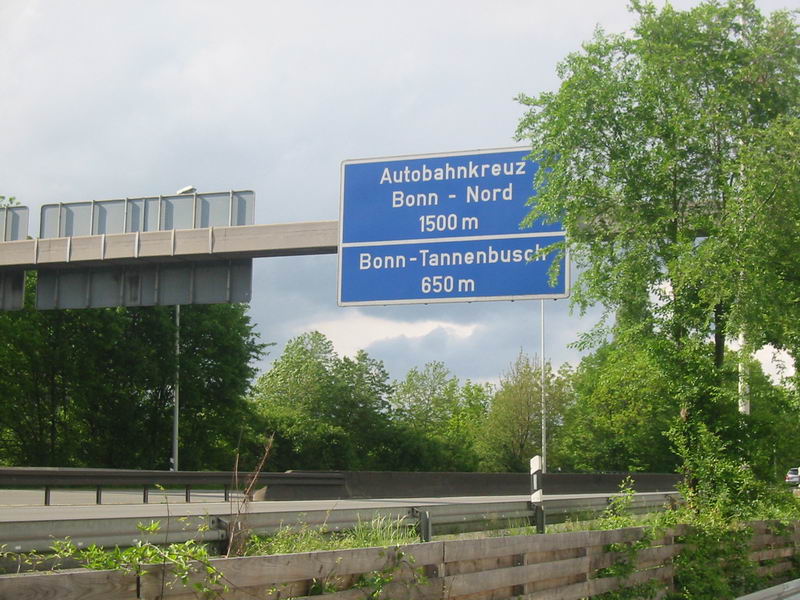 Autobahnkreuz
Bonn - Nord
1500 m
Bonn-Tannenbusch
650 m